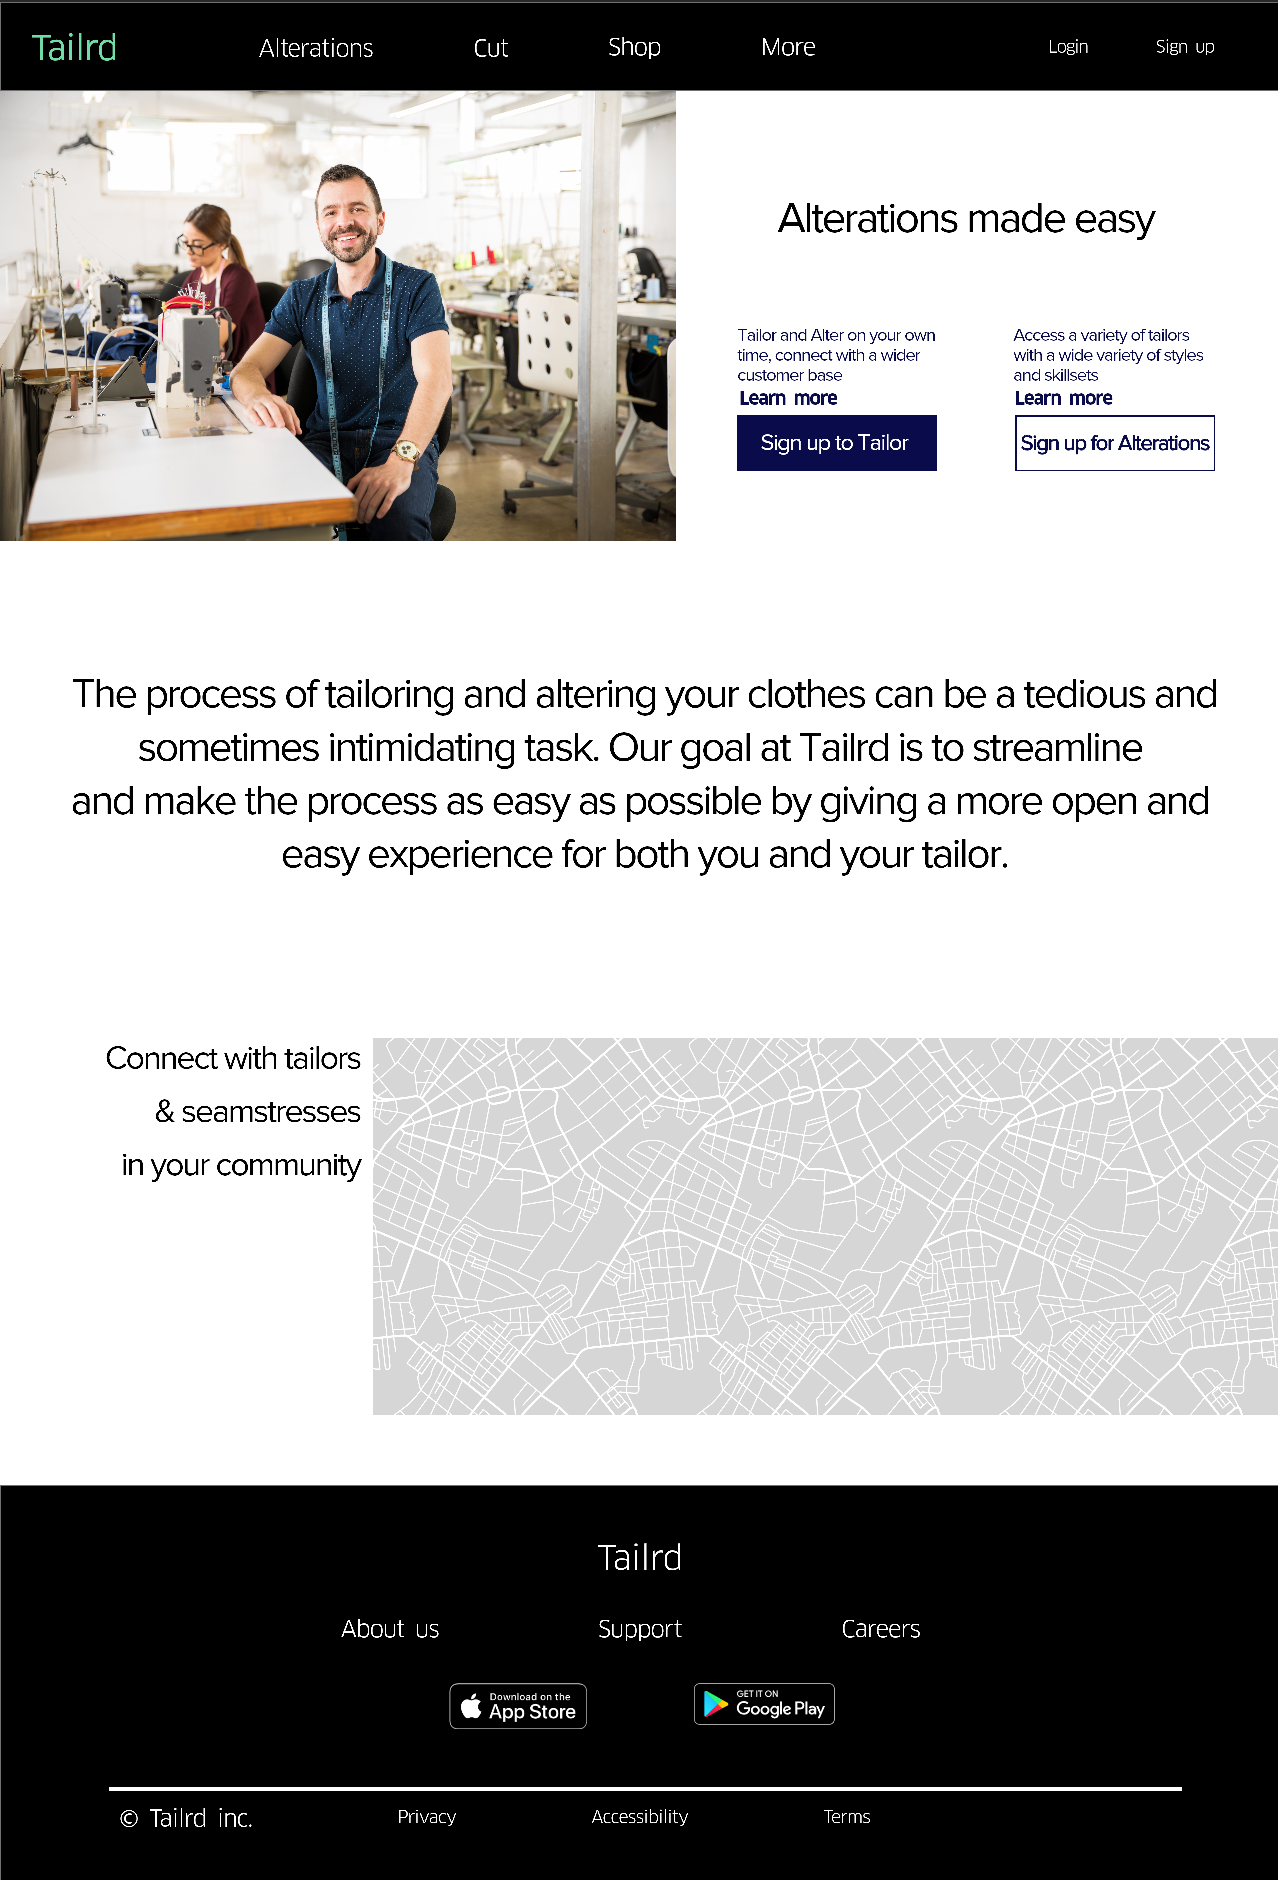 Tailrd
Alterations
Cut
Shop
More
Login
Sign up
Alterations made easy
Tailor and Alter on your own
time, connect with a wider
customer base
Learn more
Sign up to Tailor
Access a variety of tailors
with a wide variety of styles
and skillsets
Learn more
Sign up for Alterations
The process of tailoring and altering your clothes can be a tedious and
sometimes intimidating task. Our goal at Tailrd is to streamline
and make the process as easy as possible by giving a more open and
easy experience for both you and your tailor.
Connect with tailors
& seamstresses
in your community
Tailrd
About us
Support
Careers
Download on the
App Store
GET IT ON
Google Play
© Tailrd inc.
Privacy
Accessibility
Terms